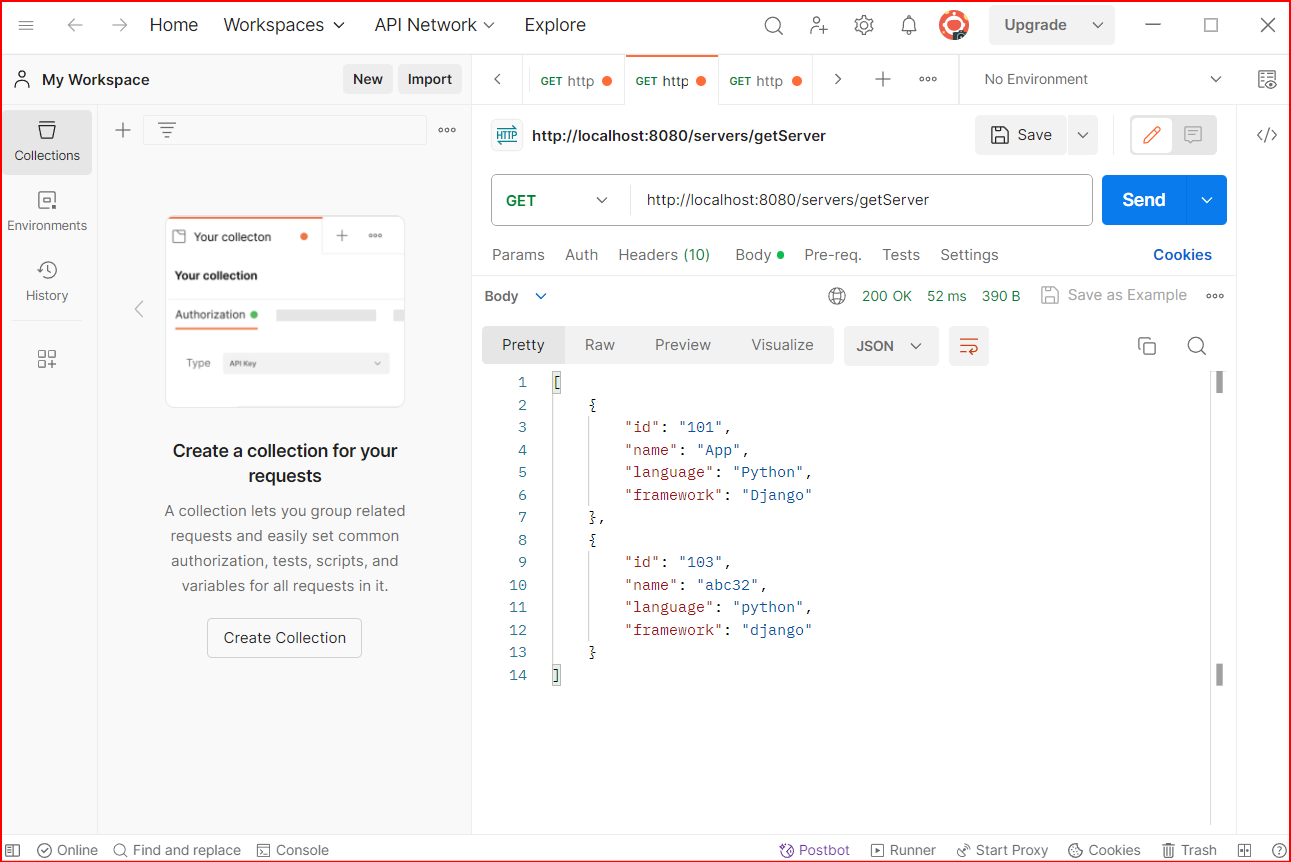 Home Workspaces API Network Explore Upgrade
My Workspace New Import GET http GET http GET http No Environment
Collections
Environments
History
HTTP http://localhost:8080/servers/getServer Save </>
GET http://localhost:8080/servers/getServer Send
Params Auth Headers (10) Body Pre-req. Tests Settings Cookies
Body 200 OK 52 ms 390 B Save as Example
Pretty Raw Preview Visualize JSON
Your collecton
Your collection
Authorization
Type API Key
Create a collection for your
requests
A collection lets you group related
requests and easily set common
authorization, tests, scripts, and
variables for all requests in it.
Create Collection
1 [
2 {
3 "id": "101",
4 "name": "App",
5 "language": "Python",
6 "framework": "Django"
7 },
8 {
9 "id": "103",
10 "name": "abc32",
11 "language": "python",
12 "framework": "django"
13 }
14 ]
Online Find and replace Console Postbot Runner Start Proxy Cookies Trash